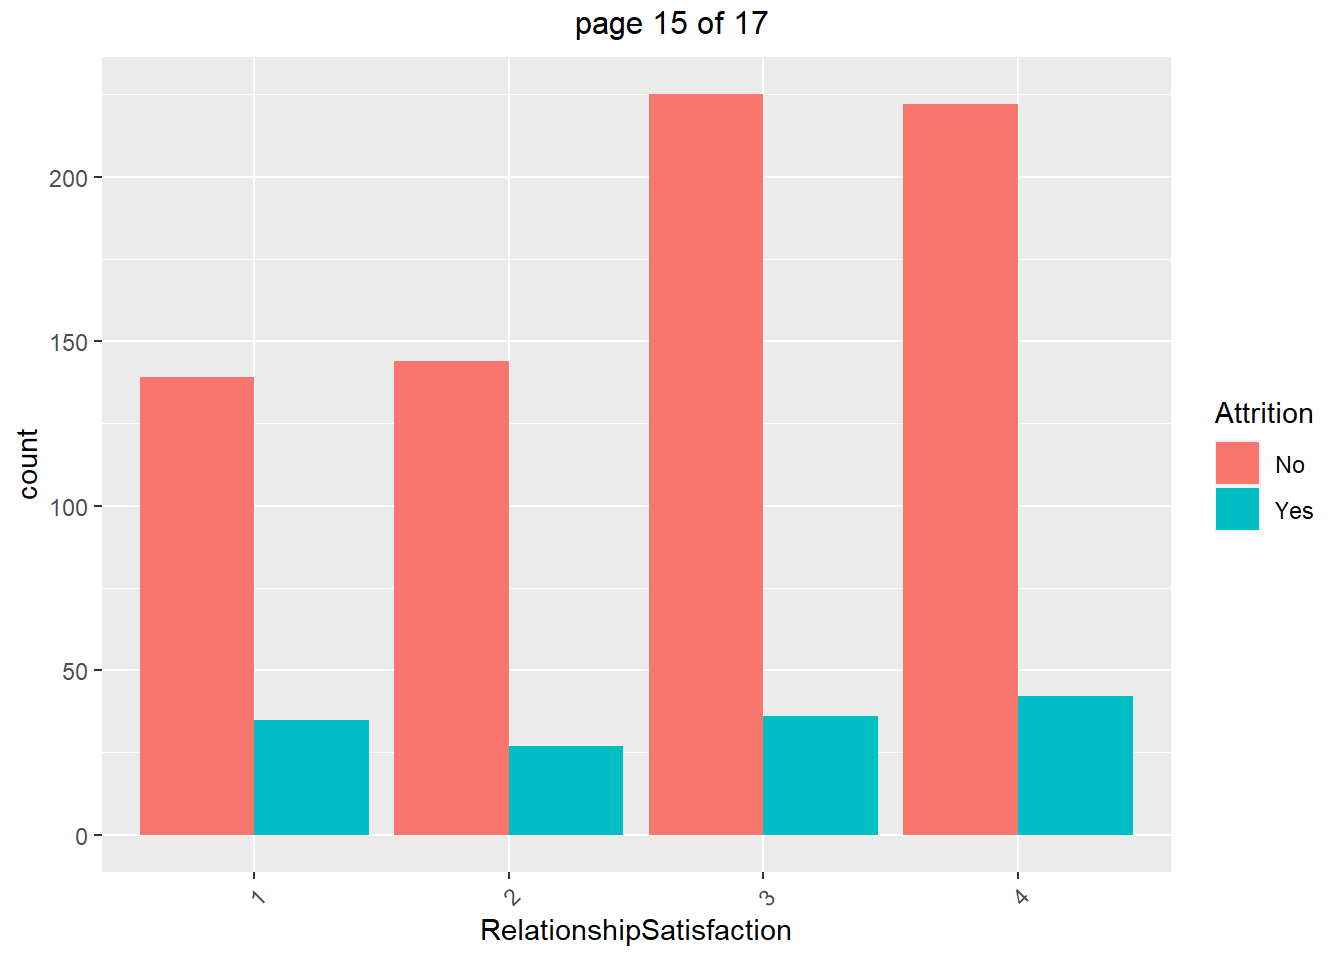 page 15 of 17
count
200
150
100
50
0
1
2
3
4
RelationshipSatisfaction
Attrition
No
Yes